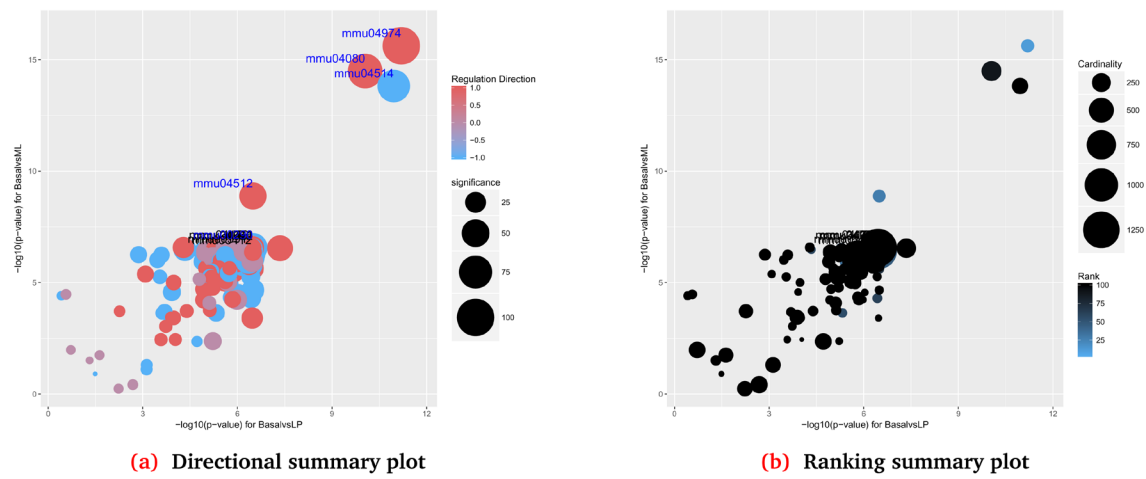 mmu04974
mmu04080
mmu04514
mmu04512
15
10
5
0
0
3
6
9
12
−log10(p-value) for BasalvsML
−log10(p-value) for BasalvsLP
Regulation Direction
1.0
0.5
0.0
−0.5
−1.0
significance
25
50
75
100
(a) Directional summary plot
15
10
5
0
0
3
6
9
12
−log10(p-value) for BasalvsML
−log10(p-value) for BasalvsLP
Cardinality
250
500
750
1000
1250
Rank
100
75
50
25
(b) Ranking summary plot